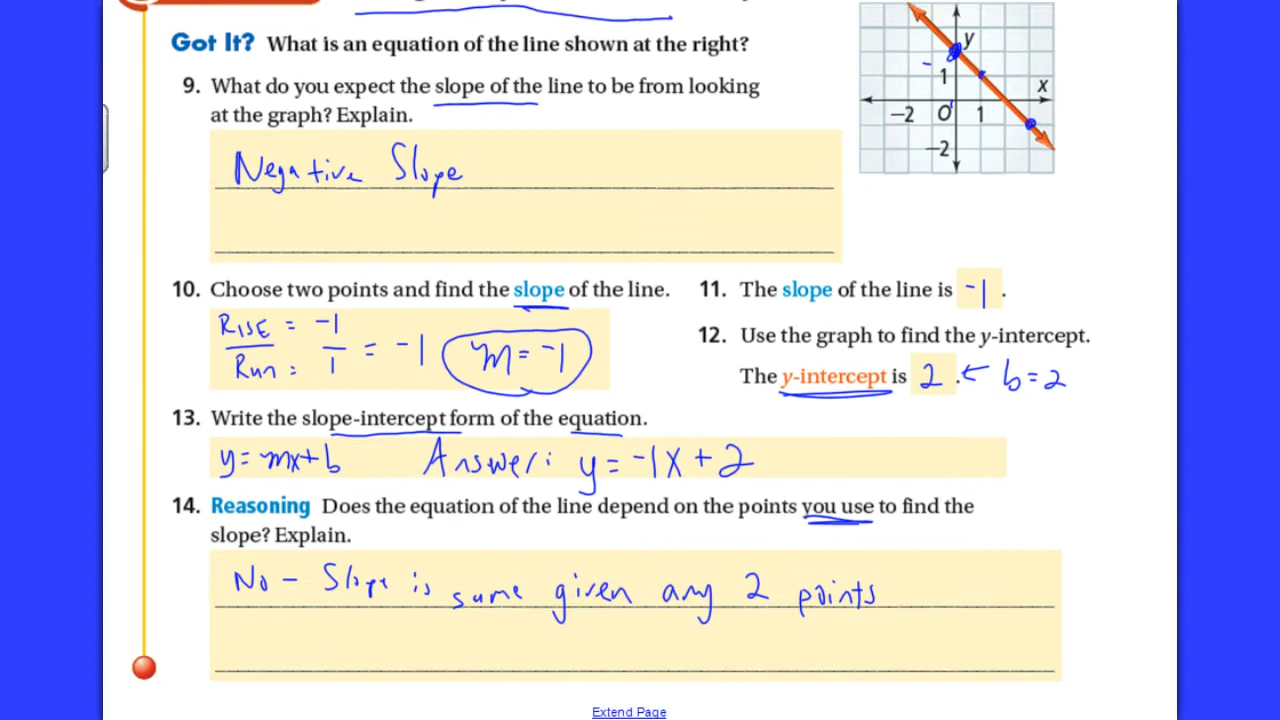 Got It? What is an equation of the line shown at the right?
9. What do you expect the slope of the line to be from looking
at the graph? Explain.
Negative Slope
y
1
x
-2 O 1
-2
10. Choose two points and find the slope of the line.
RISE = -1
Run = 1 = -1 m = -1
11. The slope of the line is -1.
12. Use the graph to find the y-intercept.
The y-intercept is 2. ← b=2
13. Write the slope-intercept form of the equation.
y=mx+b Answer: y = -1x + 2
14. Reasoning Does the equation of the line depend on the points you use to find the
slope? Explain.
No - Slope is same given any 2 points
Extend Page